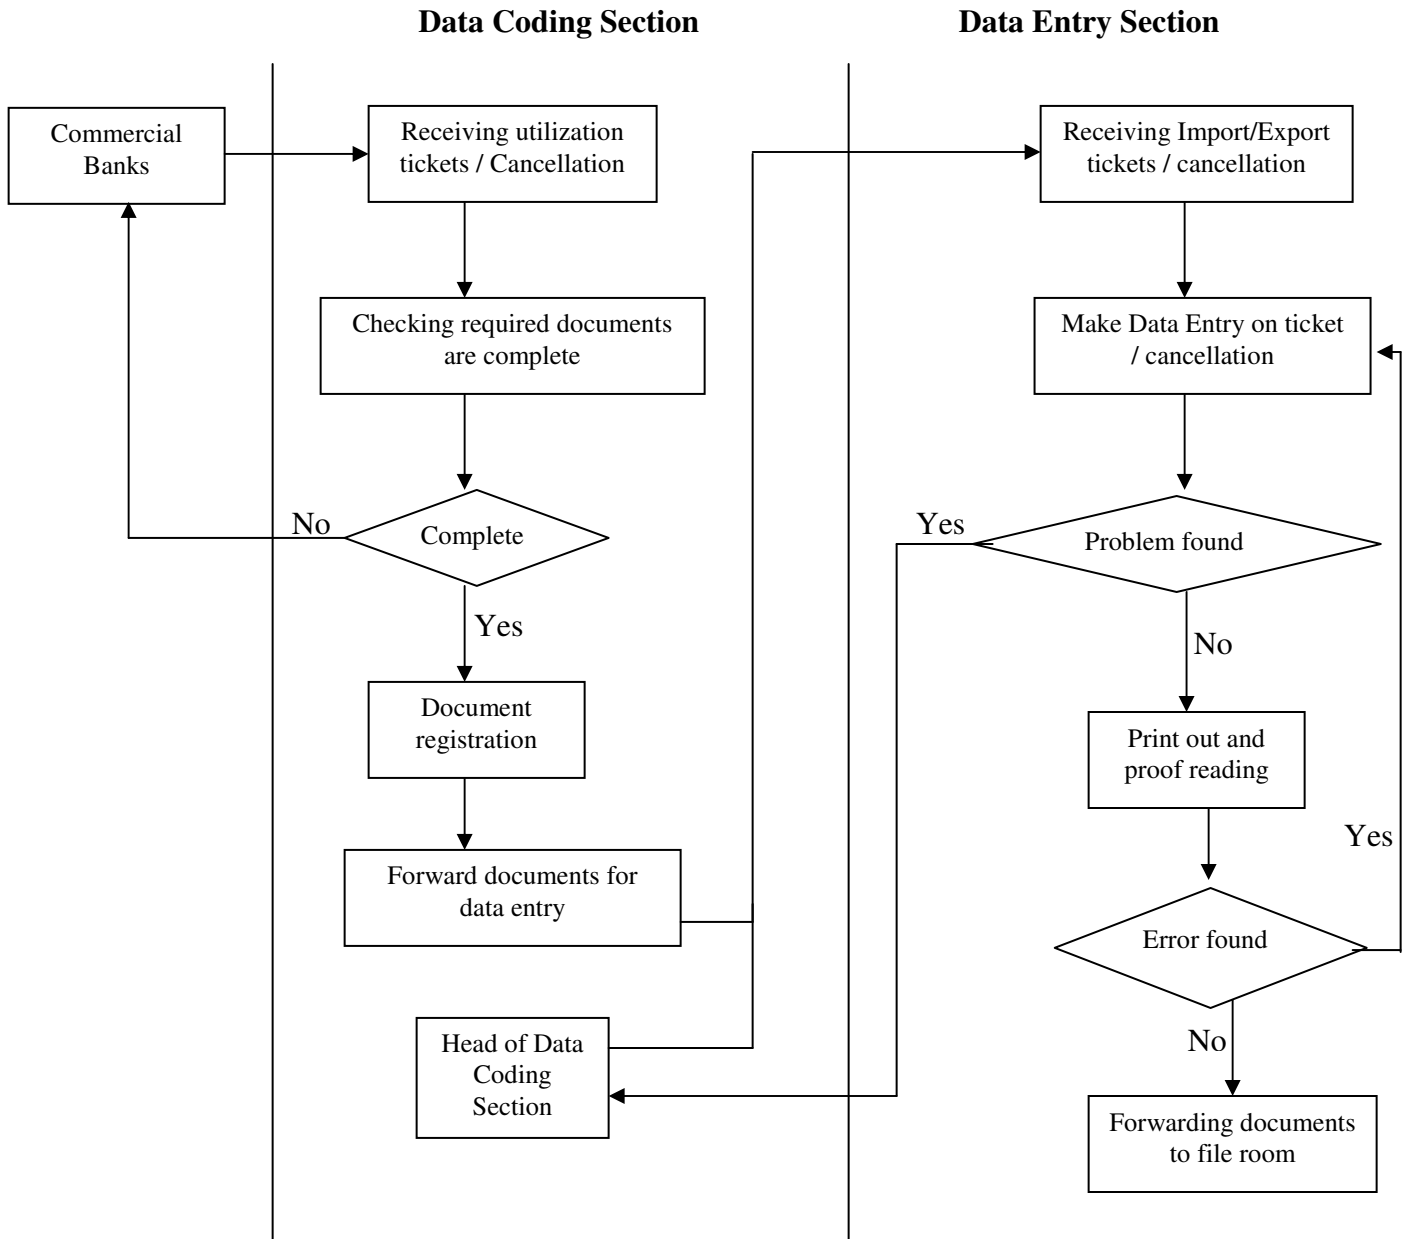 Data Coding Section
Data Entry Section
Commercial
Banks
Receiving utilization
tickets / Cancellation
Receiving Import/Export
tickets / cancellation
Checking required documents
are complete
Make Data Entry on ticket
/ cancellation
No
Complete
Yes
Problem found
Yes
No
Document
registration
Print out and
proof reading
Yes
Forward documents for
data entry
Error found
Head of Data
Coding
Section
No
Forwarding documents
to file room